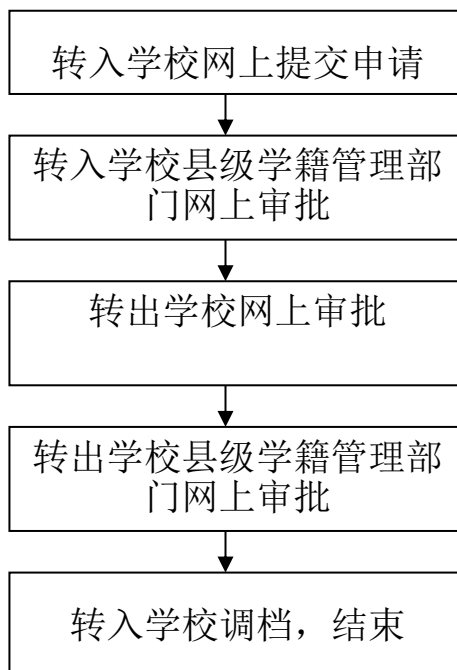 转入学校网上提交申请
转入学校县级学籍管理部
门网上审批
转出学校网上审批
转出学校县级学籍管理部
门网上审批
转入学校调档，结束